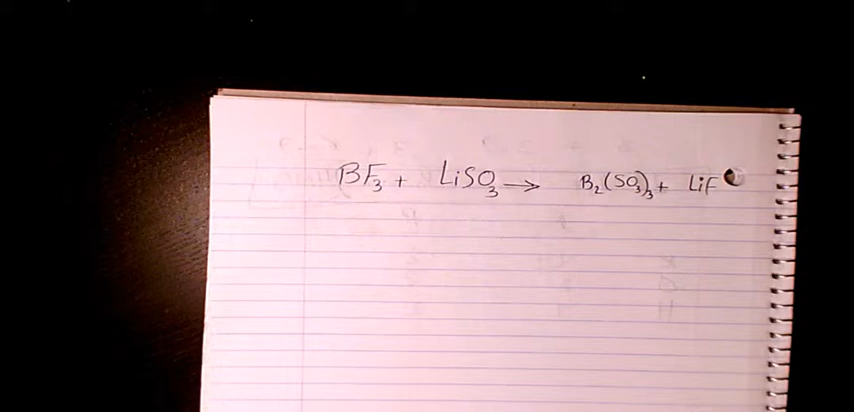 BF₃ + LiSO₃ → B₂(SO₃)₃ + LiF